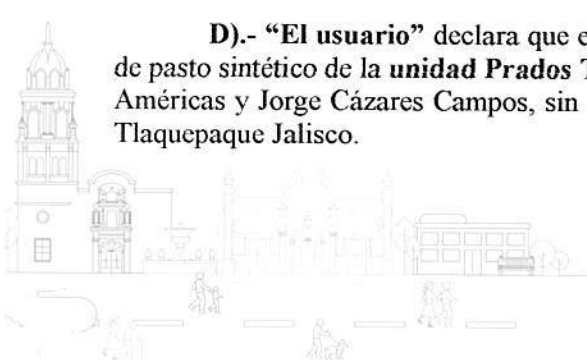 D).- “El usuario” declara que
de pasto sintético de la unidad Prados
Américas y Jorge Cázares Campos, sin
Tlaquepaque Jalisco.